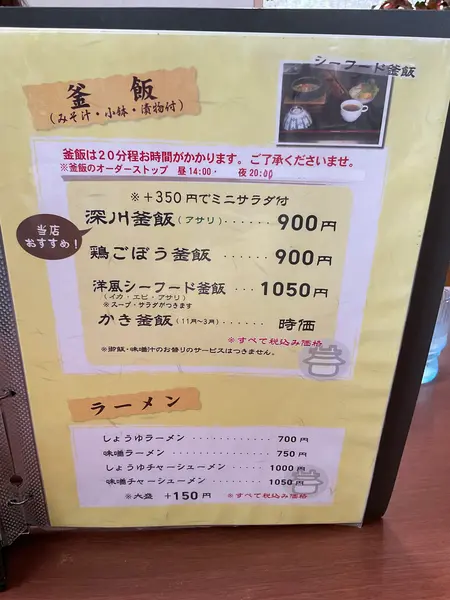 シーフード釜飯
釜飯
(みそ汁・小鉢・漬物付)
釜飯は20分程お時間がかかります。ご了承くださいませ。
※釜飯のオーダーストップ 昼14:00・ 夜20:00
※+350円でミニサラダ付
当店
おすすめ!
深川釜飯(アサリ)・・・900円
鶏ごぼう釜飯・・・900円
洋風シーフード釜飯・・1050円
(イカ・エビ・アサリ)
※スープ・サラダがつきます
かき釜飯(11月〜3月)・・・・・・時価
※すべて税込み価格
※御飯・味噌汁のお替りのサービスはつきません。
ラーメン
しょうゆラーメン・・・・・・・・・・・・700円
味噌ラーメン・・・・・・・・・・・・750円
しょうゆチャーシューメン・・・・・・1000円
味噌チャーシューメン・・・・・・・・1050円
※大盛 +150円 ※すべて税込み価格